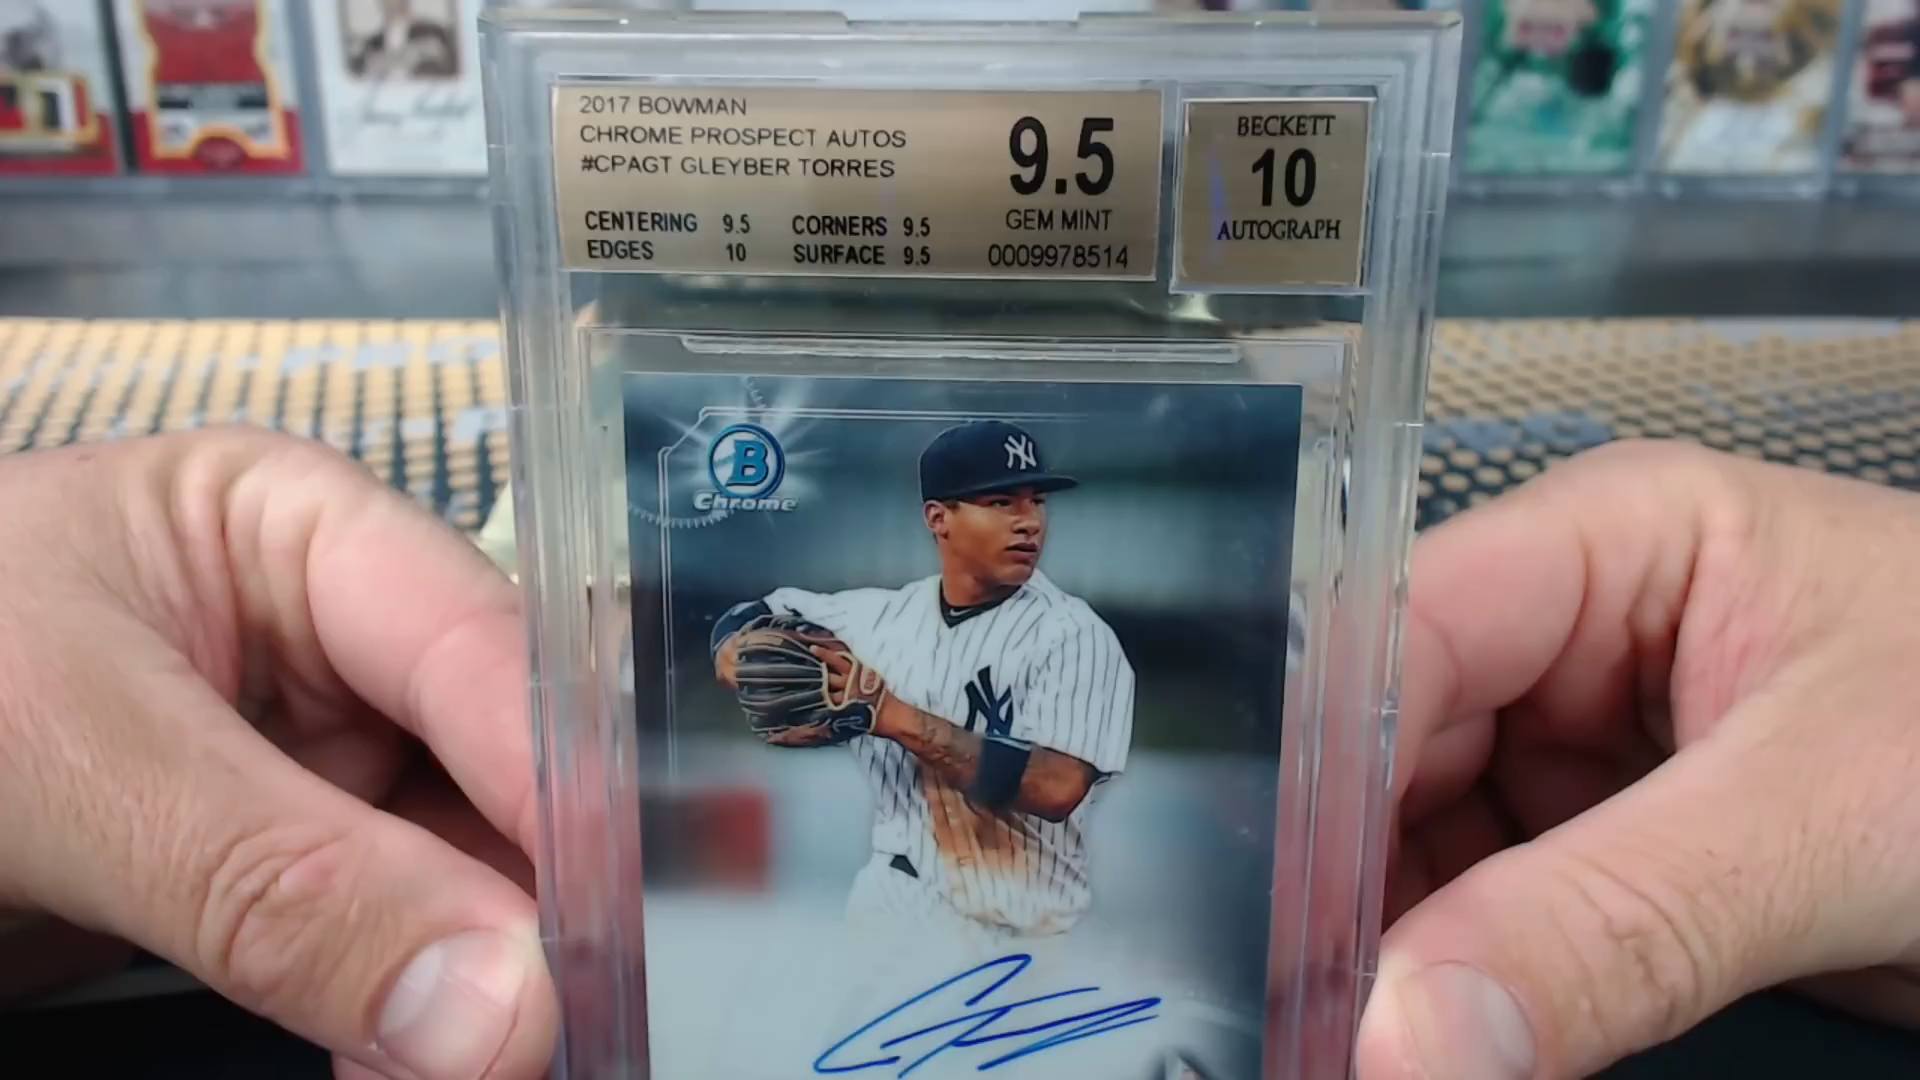 2017 BOWMAN
CHROME PROSPECT AUTOS
#CPAGT GLEYBER TORRES
CENTERING 9.5 CORNERS 9.5
EDGES 10 SURFACE 9.5
9.5
GEM MINT
0009978514
BECKETT
10
AUTOGRAPH
B
Chrome
NY
NY